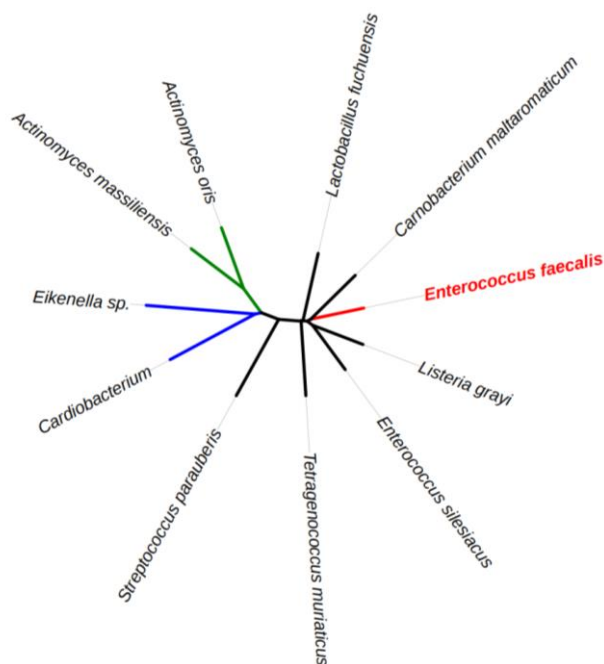 Lactobacillus fuchuensis
Carnobacterium maltaromaticum
Actinomyces oris
Actinomyces massiliensis
Enterococcus faecalis
Eikenella sp.
Listeria grayi
Cardiobacterium
Enterococcus silesiacus
Streptococcus parauberis
Tetragenococcus muriaticus